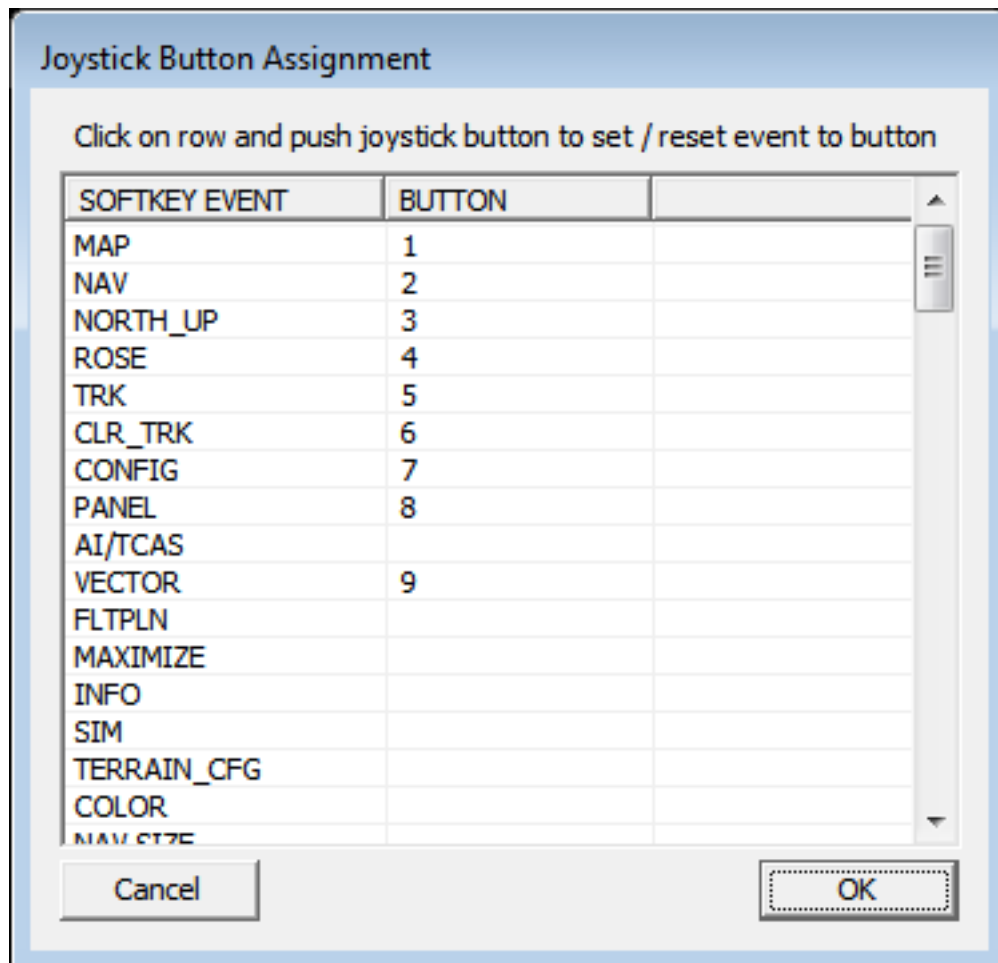 Joystick Button Assignment
Click on row and push joystick button to set / reset event to button
SOFTKEY EVENT BUTTON
MAP 1
NAV 2
NORTH_UP 3
ROSE 4
TRK 5
CLR_TRK 6
CONFIG 7
PANEL 8
AI/TCAS
VECTOR 9
FLTPLN
MAXIMIZE
INFO
SIM
TERRAIN_CFG
COLOR
NAV SIZE
Cancel OK